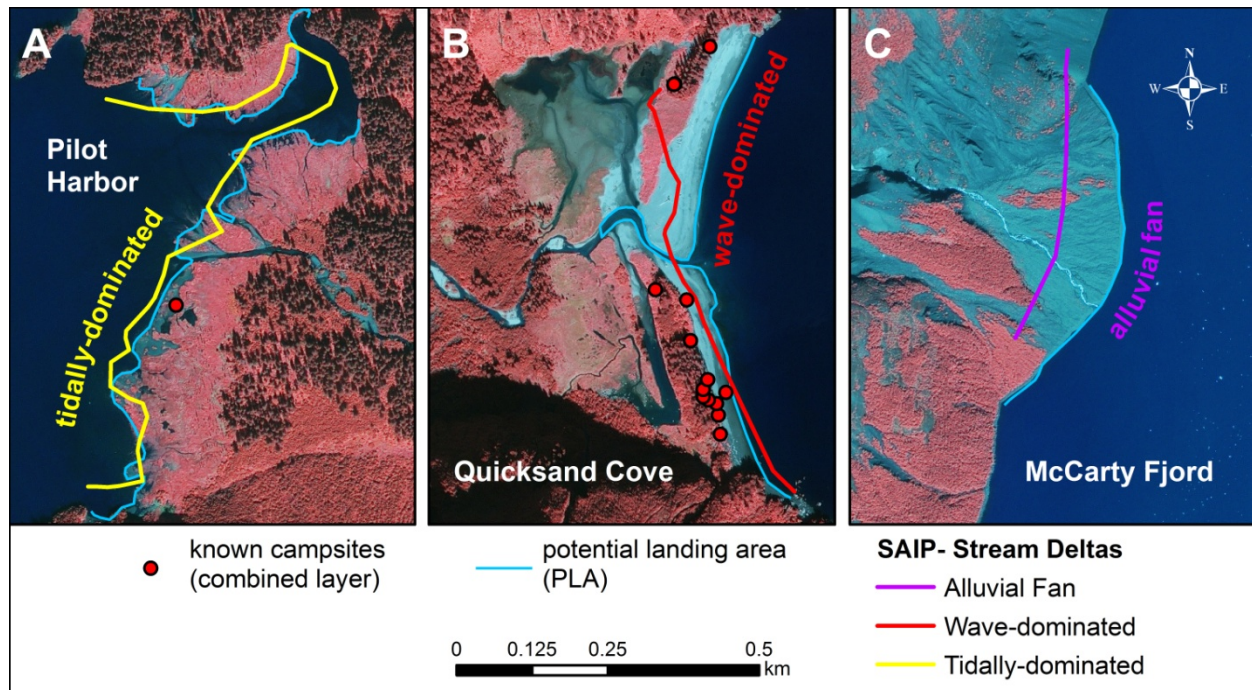 A
B
C
N
W E
S
Pilot
Harbor
tidally-dominated
wave-dominated
alluvial fan
Quicksand Cove
McCarty Fjord
known campsites
(combined layer)
potential landing area
(PLA)
SAIP- Stream Deltas
Alluvial Fan
Wave-dominated
Tidally-dominated
0 0.125 0.25 0.5
km